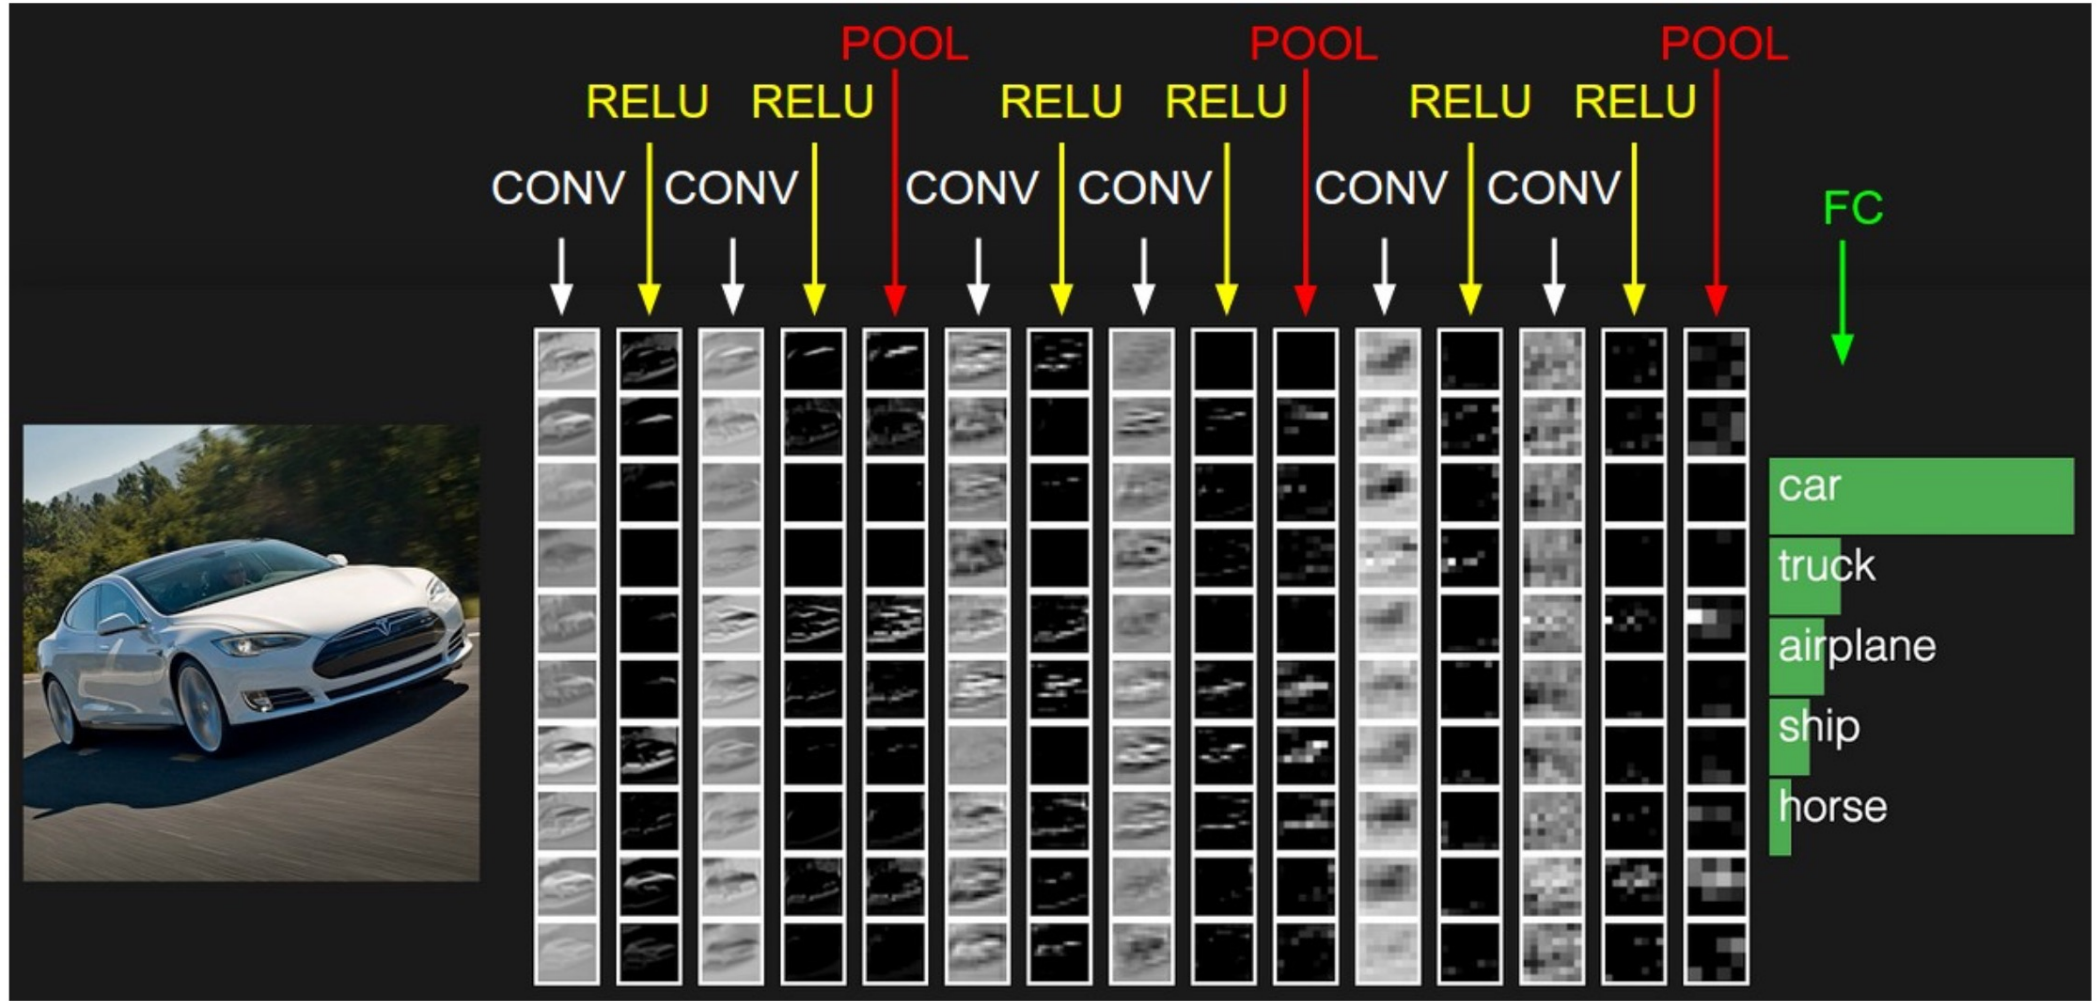 POOL POOL POOL
RELU RELU RELU RELU RELU RELU
CONV CONV CONV CONV CONV CONV
FC
car
truck
airplane
ship
horse